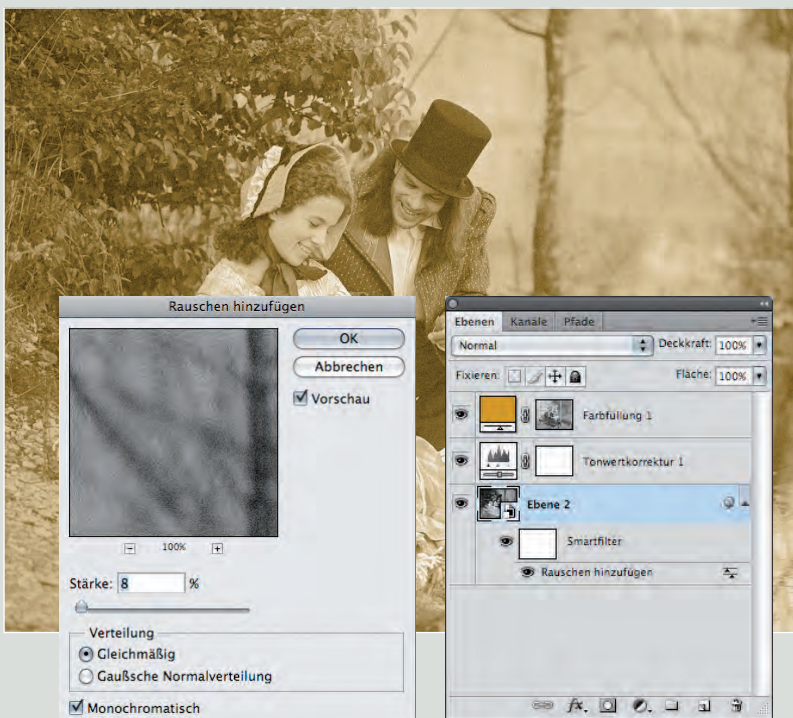 Rauschen hinzufügen
OK
Abbrechen
Vorschau
100%
Stärke: 8 %
Verteilung
Gleichmäßig
Gaußsche Normalverteilung
Monochromatisch
Ebenen Kanäle Pfade
Normal Deckkraft: 100%
Fixieren: Fläche: 100%
Farbfüllung 1
Tonwertkorrektur 1
Ebene 2
Smartfilter
Rauschen hinzufügen
fx.